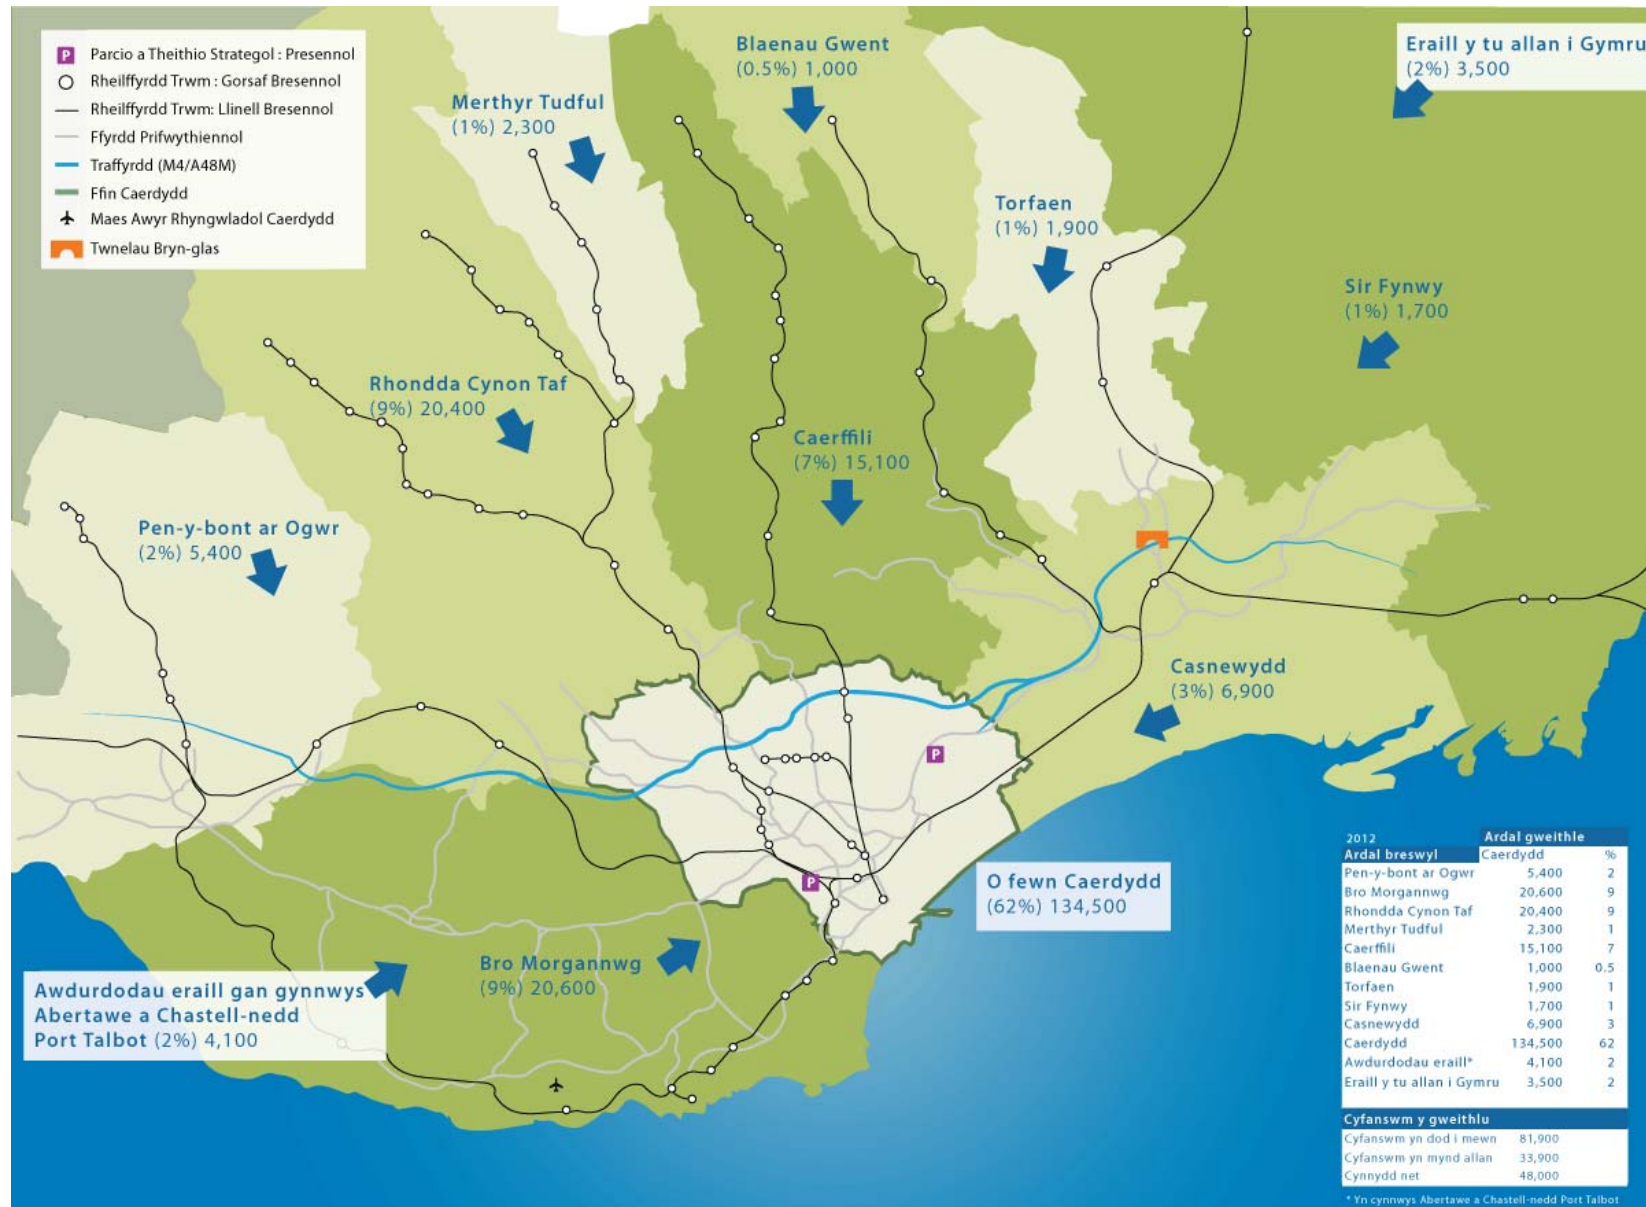 P Parcio a Theithio Strategol : Presennol
Rheilffyrdd Trwm : Gorsaf Bresennol
Rheilffyrdd Trwm: Llinell Bresennol
Ffyrdd Prifwythiennol
Traffyrdd (M4/A48M)
Ffin Caerdydd
Maes Awyr Rhyngwladol Caerdydd
Twnelau Bryn-glas
Blaenau Gwent
(0.5%) 1,000
Eraill y tu allan i Gymru
(2%) 3,500
Merthyr Tudful
(1%) 2,300
Torfaen
(1%) 1,900
Sir Fynwy
(1%) 1,700
Rhondda Cynon Taf
(9%) 20,400
Caerffili
(7%) 15,100
Pen-y-bont ar Ogwr
(2%) 5,400
Casnewydd
(3%) 6,900
P
P
O fewn Caerdydd
(62%) 134,500
Bro Morgannwg
(9%) 20,600
Awdurdodau eraill gan gynnwys
Abertawe a Chastell-nedd
Port Talbot (2%) 4,100
2012 Ardal gweithle
Ardal breswyl Caerdydd %
Pen-y-bont ar Ogwr 5,400 2
Bro Morgannwg 20,600 9
Rhondda Cynon Taf 20,400 9
Merthyr Tudful 2,300 1
Caerffili 15,100 7
Blaenau Gwent 1,000 0.5
Torfaen 1,900 1
Sir Fynwy 1,700 1
Casnewydd 6,900 3
Caerdydd 134,500 62
Awdurdodau eraill* 4,100 2
Eraill y tu allan i Gymru 3,500 2
Cyfanswm y gweithlu
Cyfanswm yn dod i mewn 81,900
Cyfanswm yn mynd allan 33,900
Cynnydd net 48,000
* Yn cynnwys Abertawe a Chastell-nedd Port Talbot